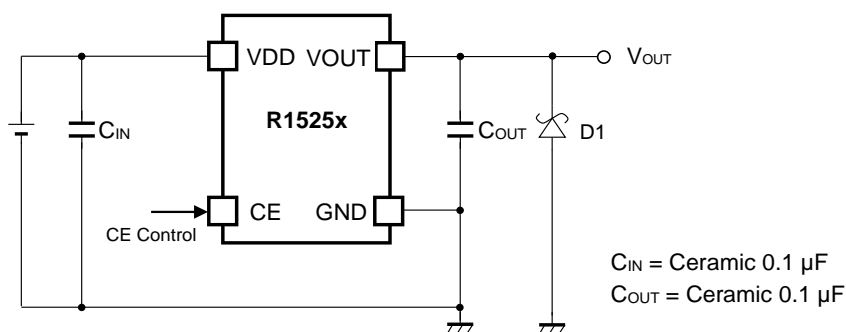 VDD VOUT
VOUT
R1525x
CIN
COUT
D1
CE GND
CE Control
CIN = Ceramic 0.1 µF
COUT = Ceramic 0.1 µF